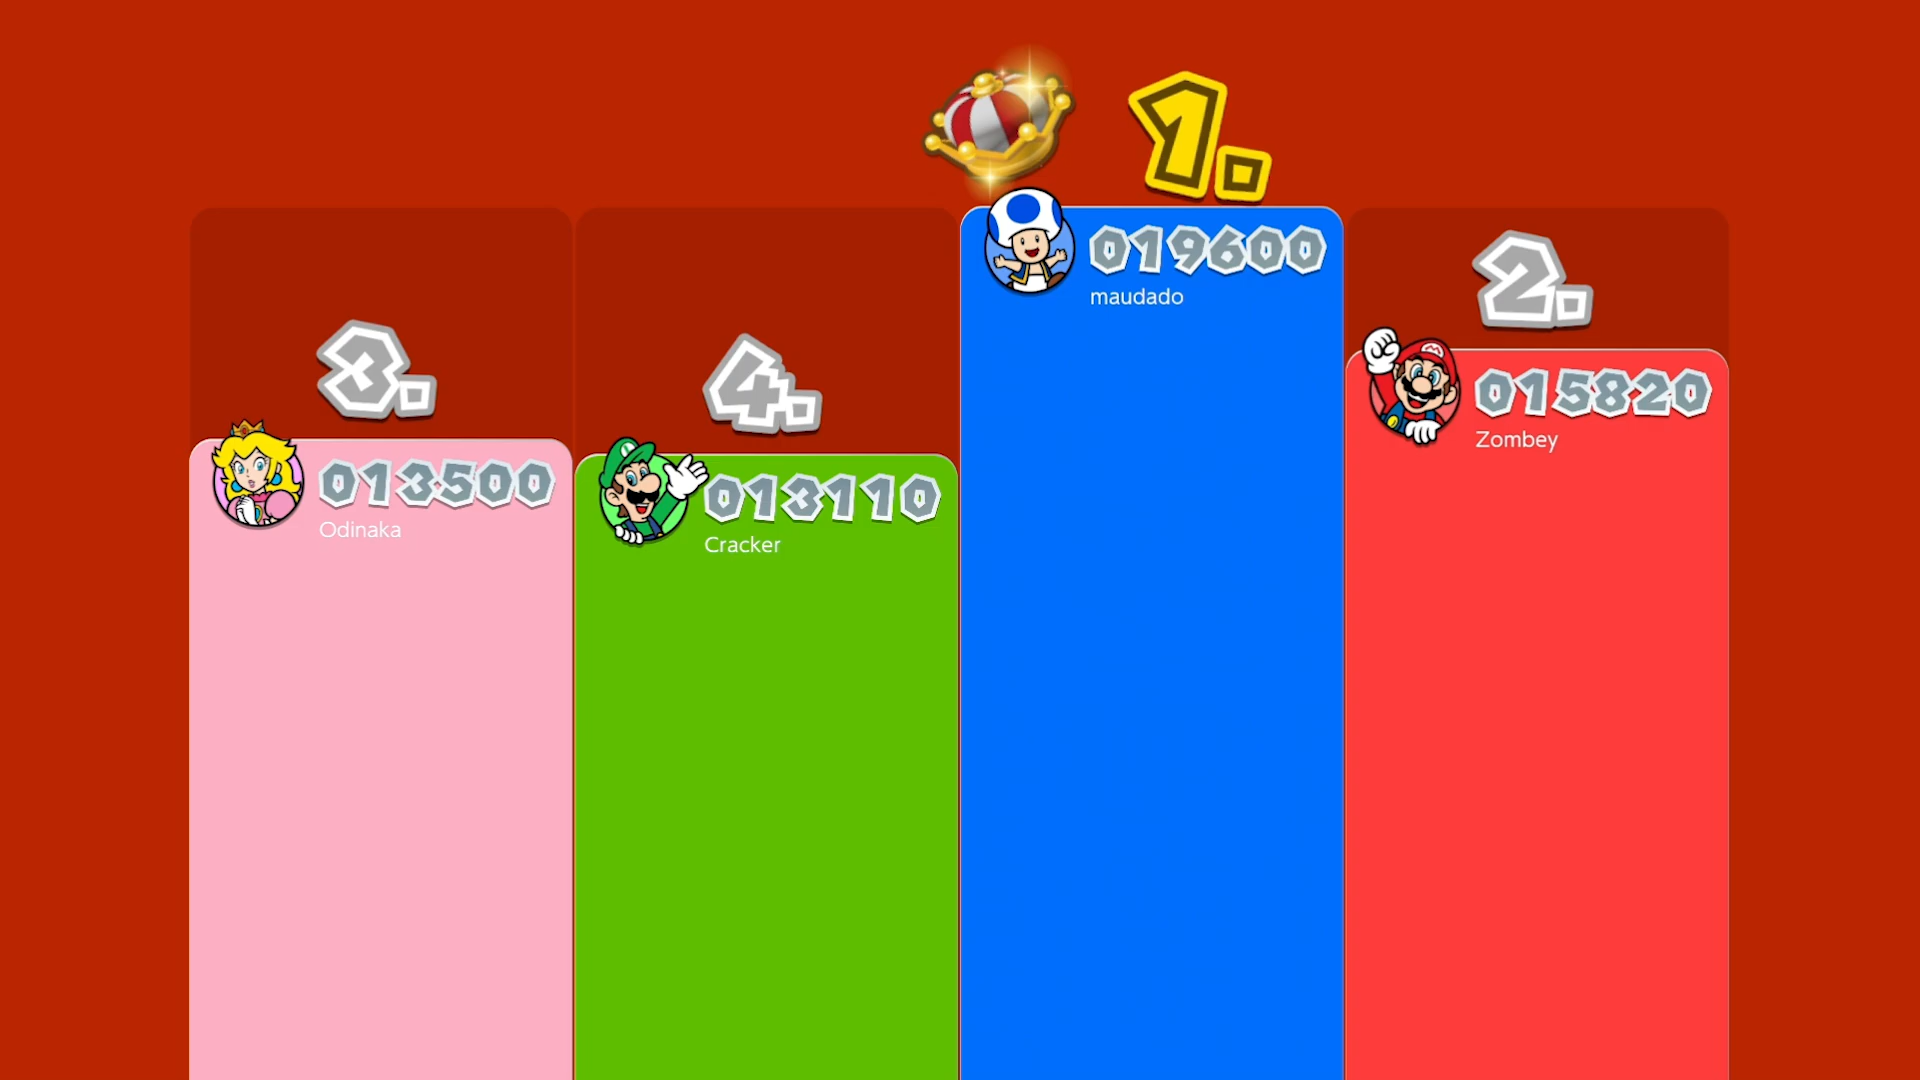 1.
019600
maudado
2.
015820
Zombey
3.
013500
Odinaka
4.
013110
Cracker